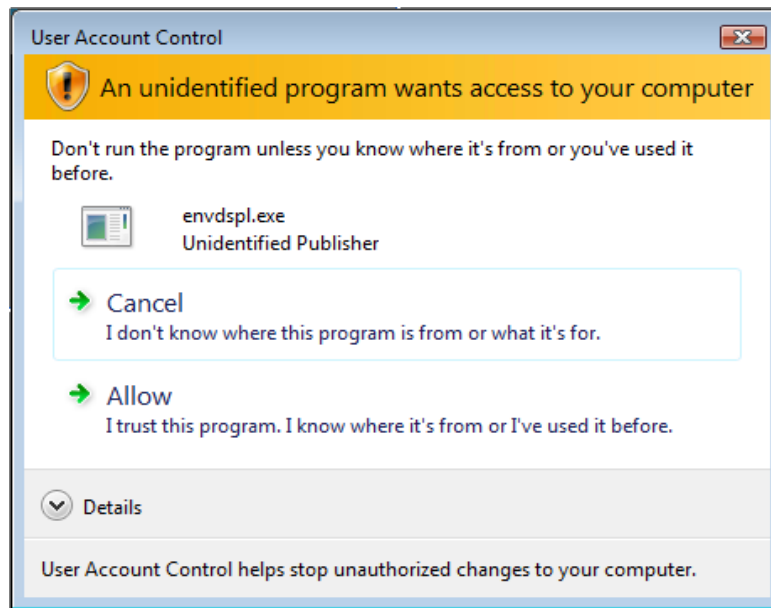 User Account Control
An unidentified program wants access to your computer
Don't run the program unless you know where it's from or you've used it
before.
envdspl.exe
Unidentified Publisher
Cancel
I don't know where this program is from or what it's for.
Allow
I trust this program. I know where it's from or I've used it before.
Details
User Account Control helps stop unauthorized changes to your computer.